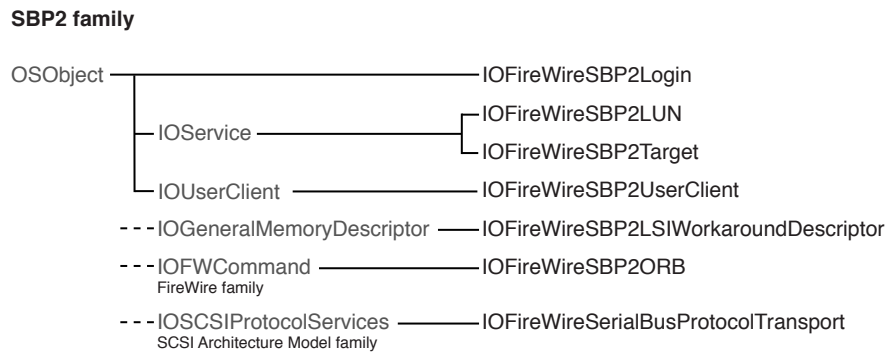 SBP2 family
OSObject IOFireWireSBP2Login
IOFireWireSBP2LUN
IOService
IOFireWireSBP2Target
IOUserClient IOFireWireSBP2UserClient
IOGeneralMemoryDescriptor IOFireWireSBP2LSIWorkaroundDescriptor
IOFWCommand IOFireWireSBP2ORB
FireWire family
IOSCSIProtocolServices IOFireWireSerialBusProtocolTransport
SCSI Architecture Model family